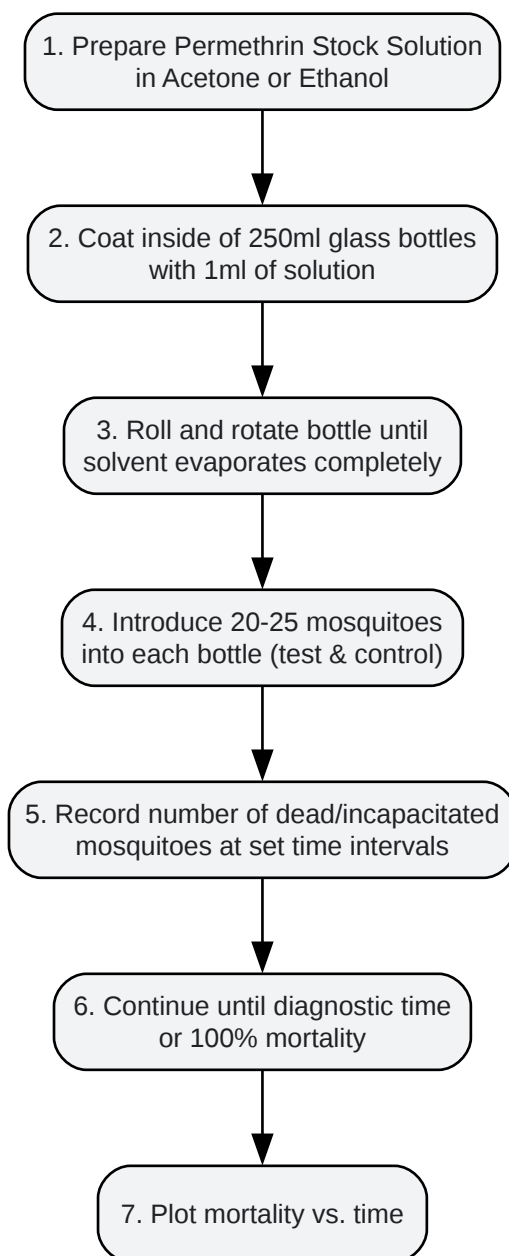 1. Prepare Permethrin Stock Solution
in Acetone or Ethanol
2. Coat inside of 250ml glass bottles
with 1ml of solution
3. Roll and rotate bottle until
solvent evaporates completely
4. Introduce 20-25 mosquitoes
into each bottle (test & control)
5. Record number of dead/incapacitated
mosquitoes at set time intervals
6. Continue until diagnostic time
or 100% mortality
7. Plot mortality vs. time